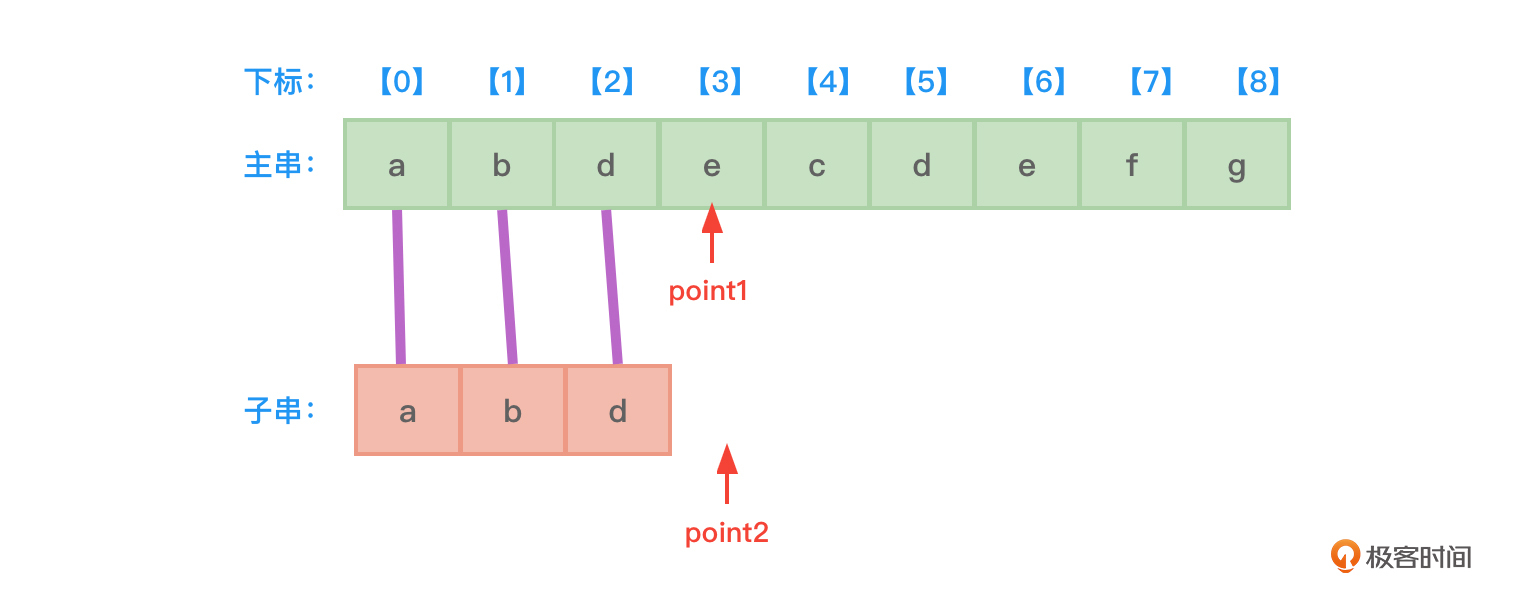 下标： 【0】 【1】 【2】 【3】 【4】 【5】 【6】 【7】 【8】
主串： a b d e c d e f g
point1
子串： a b d
point2
极客时间